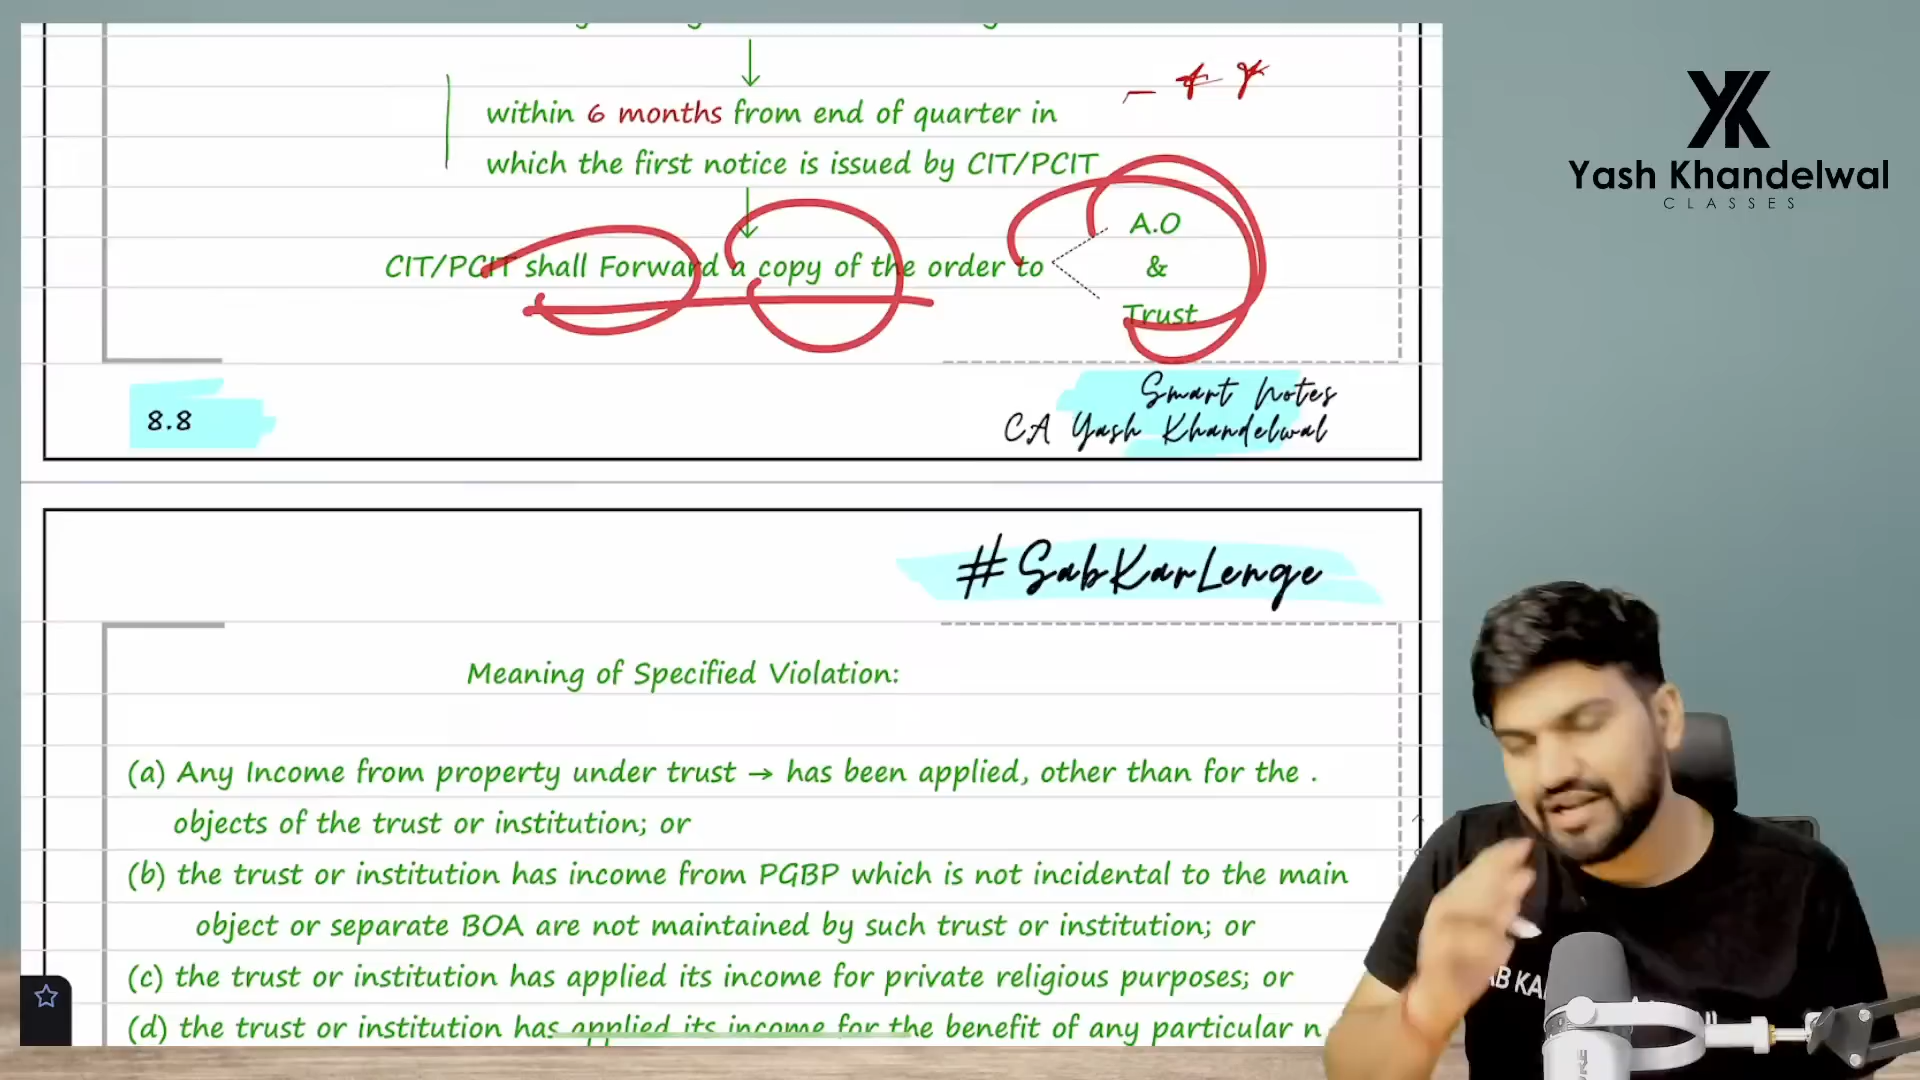 within 6 months from end of quarter in
which the first notice is issued by CIT/PCIT
A.O
CIT/PCIT shall Forward a copy of the order to
&
Trust
8.8
Smart Notes
CA Yash Khandelwal
#SabKarLenge
Meaning of Specified Violation:
(a) Any Income from property under trust → has been applied, other than for the .
objects of the trust or institution; or
(b) the trust or institution has income from PGBP which is not incidental to the main
object or separate BOA are not maintained by such trust or institution; or
(c) the trust or institution has applied its income for private religious purposes; or
(d) the trust or institution has applied its income for the benefit of any particular
YK
Yash Khandelwal
CLASSES
AB KA